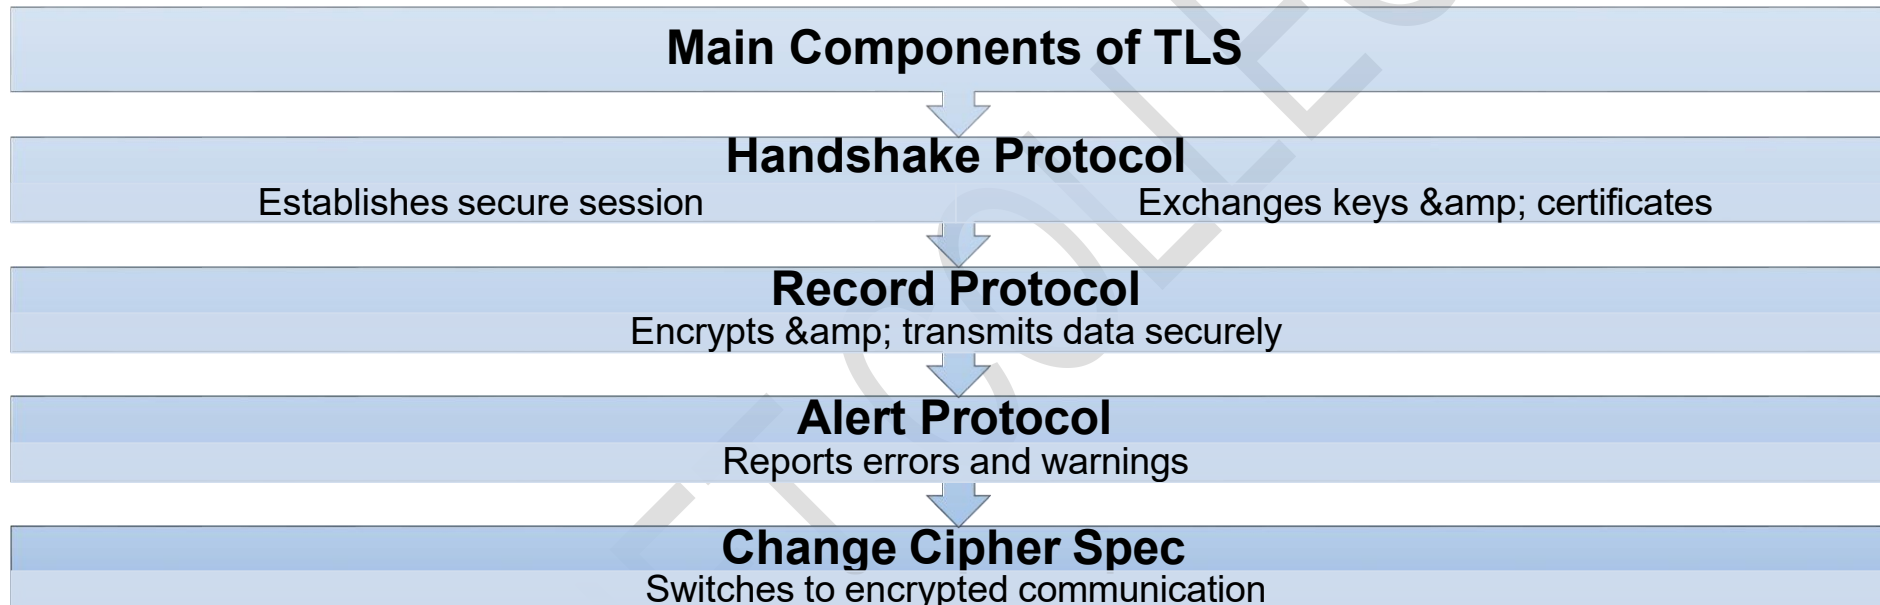 Main Components of TLS
Handshake Protocol
Establishes secure session Exchanges keys &amp; certificates
Record Protocol
Encrypts &amp; transmits data securely
Alert Protocol
Reports errors and warnings
Change Cipher Spec
Switches to encrypted communication